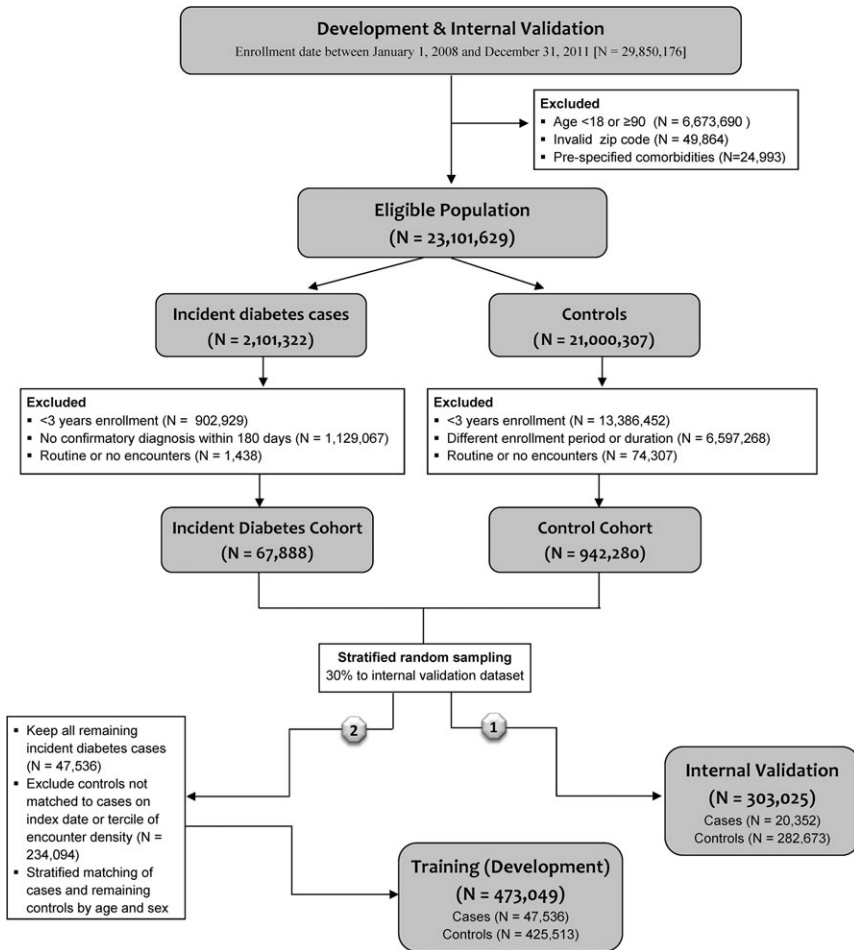 Development & Internal Validation
Enrollment date between January 1, 2008 and December 31, 2011 [N = 29,850,176]
Excluded
▪ Age <18 or ≥90 (N = 6,673,690 )
▪ Invalid zip code (N = 49,864)
▪ Pre-specified comorbidities (N=24,993)
Eligible Population
(N = 23,101,629)
Incident diabetes cases
(N = 2,101,322)
Controls
(N = 21,000,307)
Excluded
▪ <3 years enrollment (N = 902,929)
▪ No confirmatory diagnosis within 180 days (N = 1,129,067)
▪ Routine or no encounters (N = 1,438)
Excluded
▪ <3 years enrollment (N = 13,386,452)
▪ Different enrollment period or duration (N = 6,597,268)
▪ Routine or no encounters (N = 74,307)
Incident Diabetes Cohort
(N = 67,888)
Control Cohort
(N = 942,280)
Stratified random sampling
30% to internal validation dataset
2
1
▪ Keep all remaining
incident diabetes cases
(N = 47,536)
▪ Exclude controls not
matched to cases on
index date or tercile of
encounter density (N =
234,094)
▪ Stratified matching of
cases and remaining
controls by age and sex
Internal Validation
(N = 303,025)
Cases (N = 20,352)
Controls (N = 282,673)
Training (Development)
(N = 473,049)
Cases (N = 47,536)
Controls (N = 425,513)